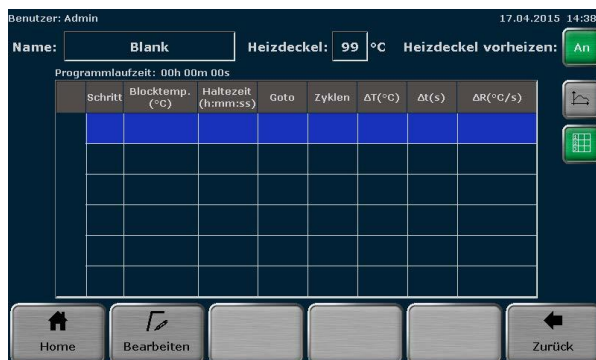 Benutzer: Admin 17.04.2015 14:38
Name: Blank Heizdeckel: 99 °C Heizdeckel vorheizen: An
Programmlaufzeit: 00h 00m 00s
Schritt Blocktemp. (°C) Haltezeit (h:mm:ss) Goto Zyklen ΔT(°C) Δt(s) ΔR(°C/s)
Home Bearbeiten Zurück